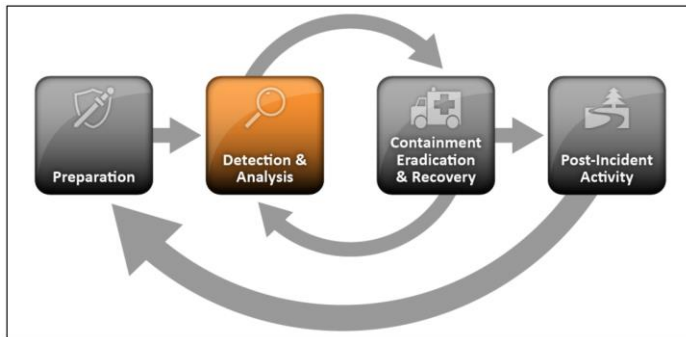 Preparation
Detection &
Analysis
Containment
Eradication
& Recovery
Post-Incident
Activity